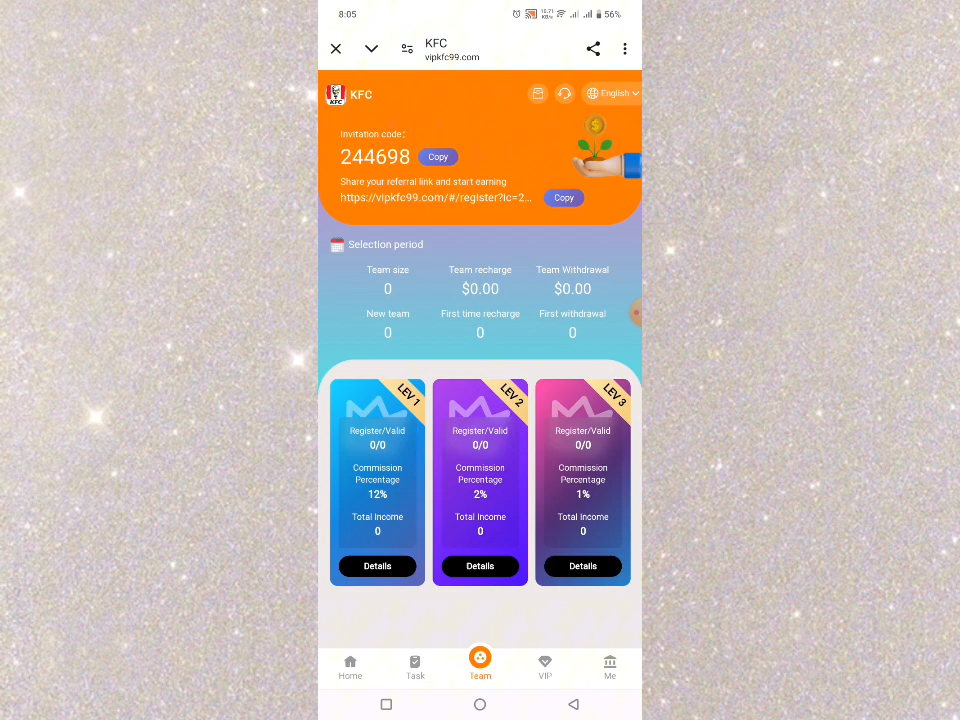 8:05
10.71
KB/s
56%
KFC
vipkfc99.com
KFC
KFC
English
Invitation code:
244698
Copy
Share your referral link and start earning
https://vipkfc99.com/#/register?ic=2...
Copy
Selection period
Team size
Team recharge
Team Withdrawal
0
$0.00
$0.00
New team
First time recharge
First withdrawal
0
0
0
LEV 1
LEV 2
LEV 3
Register/Valid
Register/Valid
Register/Valid
0/0
0/0
0/0
Commission
Percentage
Commission
Percentage
Commission
Percentage
12%
2%
1%
Total Income
Total Income
Total Income
0
0
0
Details
Details
Details
Home
Task
Team
VIP
Me